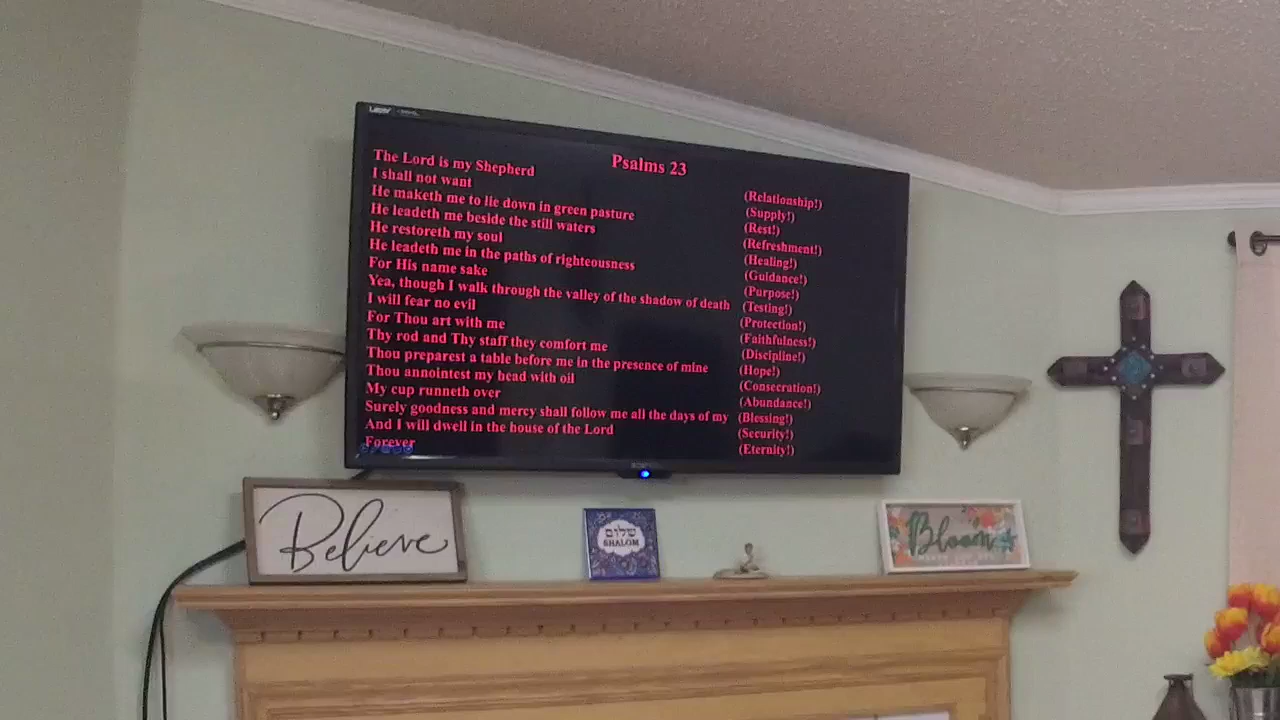 Psalms 23
The Lord is my Shepherd
(Relationship!)
I shall not want
(Supply!)
He maketh me to lie down in green pasture
(Rest!)
He leadeth me beside the still waters
(Refreshment!)
He restoreth my soul
(Healing!)
He leadeth me in the paths of righteousness
(Guidance!)
For His name sake
(Purpose!)
Yea, though I walk through the valley of the shadow of death
(Testing!)
I will fear no evil
(Protection!)
For Thou art with me
(Faithfulness!)
Thy rod and Thy staff they comfort me
(Discipline!)
Thou preparest a table before me in the presence of mine
(Hope!)
Thou annointest my head with oil
(Consecration!)
My cup runneth over
(Abundance!)
Surely goodness and mercy shall follow me all the days of my
(Blessing!)
And I will dwell in the house of the Lord
(Security!)
Forever
(Eternity!)
Believe
שלום
SHALOM
Bloom